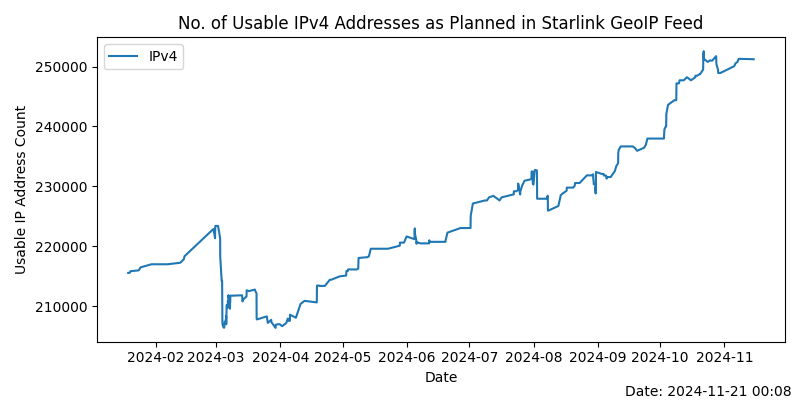 No. of Usable IPv4 Addresses as Planned in Starlink GeoIP Feed
IPv4
250000
240000
230000
220000
210000
Usable IP Address Count
2024-02 2024-03 2024-04 2024-05 2024-06 2024-07 2024-08 2024-09 2024-10 2024-11
Date
Date: 2024-11-21 00:08